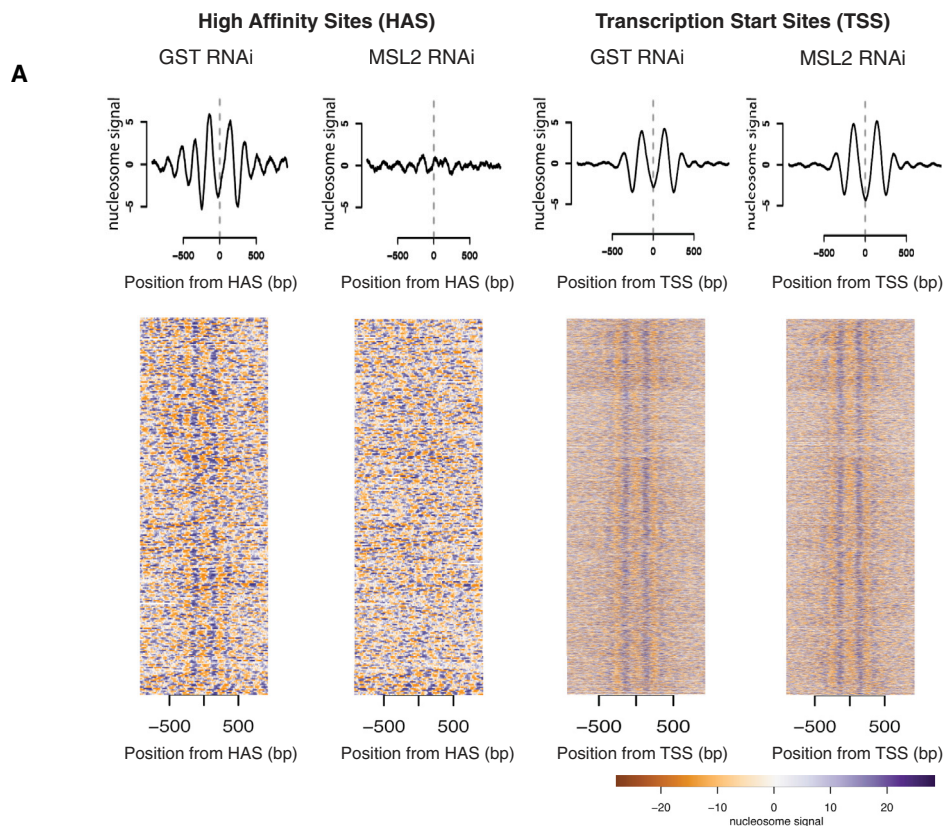 High Affinity Sites (HAS)
Transcription Start Sites (TSS)
GST RNAi
MSL2 RNAi
GST RNAi
MSL2 RNAi
A
nucleosome signal
5
0
-5
nucleosome signal
5
0
-5
nucleosome signal
5
0
-5
nucleosome signal
5
0
-5
-500 0 500
-500 0 500
-500 0 500
-500 0 500
Position from HAS (bp)
Position from HAS (bp)
Position from TSS (bp)
Position from TSS (bp)
−500 500
−500 500
−500 500
−500 500
Position from HAS (bp)
Position from HAS (bp)
Position from TSS (bp)
Position from TSS (bp)
−20 −10 0 10 20
nucleosome signal